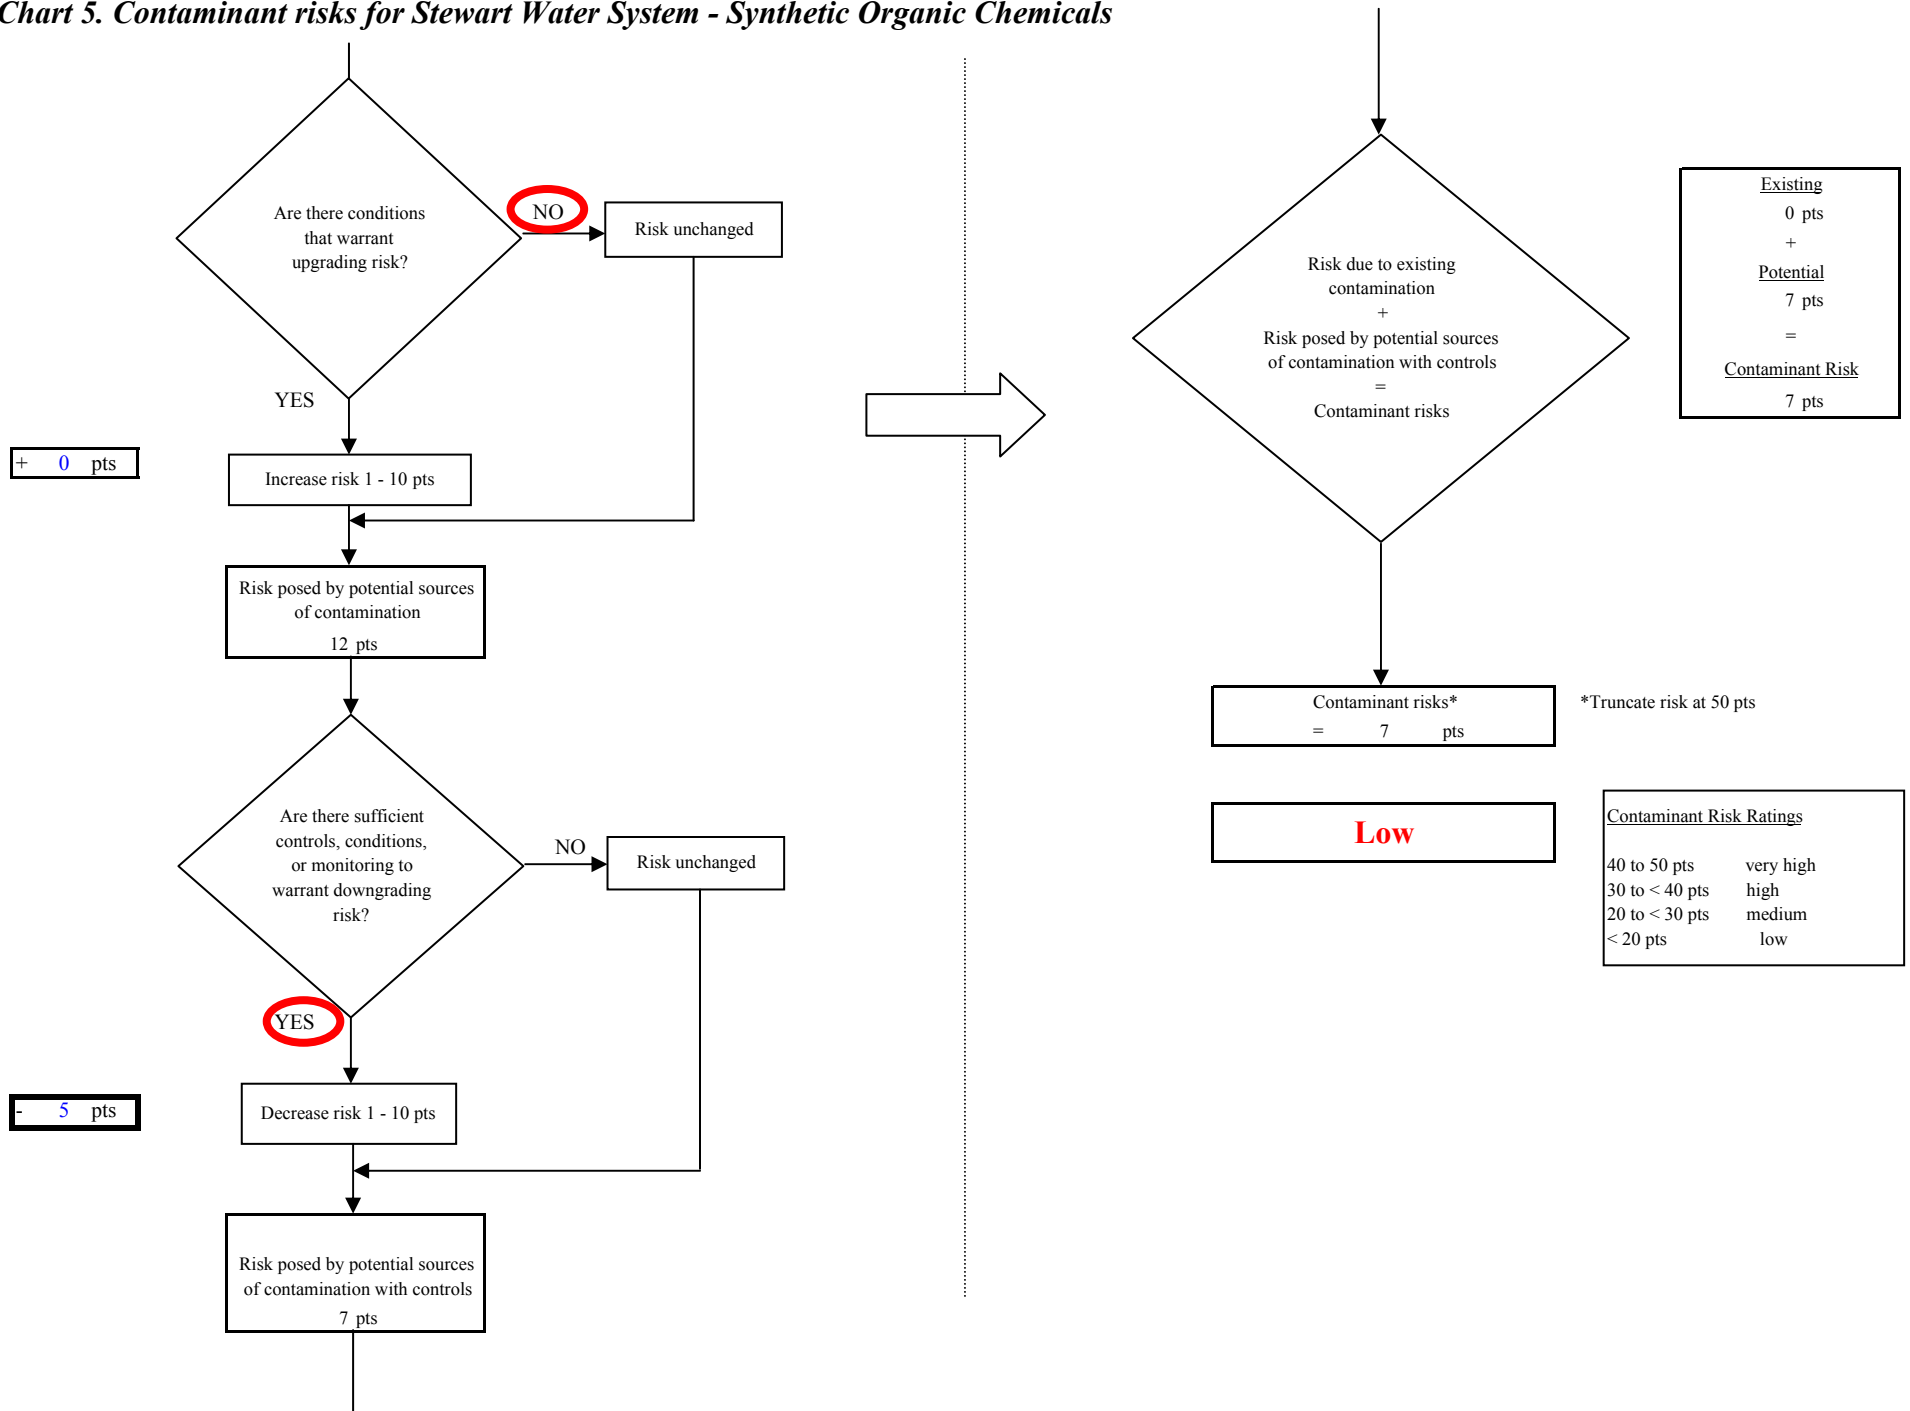 Chart 5. Contaminant risks for Stewart Water System - Synthetic Organic Chemicals
Are there conditions
that warrant
upgrading risk?
NO
Risk unchanged
YES
+ 0 pts
Increase risk 1 - 10 pts
Risk posed by potential sources
of contamination
12 pts
Are there sufficient
controls, conditions,
or monitoring to
warrant downgrading
risk?
NO
Risk unchanged
YES
- 5 pts
Decrease risk 1 - 10 pts
Risk posed by potential sources
of contamination with controls
7 pts
Risk due to existing
contamination
+
Risk posed by potential sources
of contamination with controls
=
Contaminant risks
Existing
0 pts
+
Potential
7 pts
=
Contaminant Risk
7 pts
Contaminant risks*
= 7 pts
*Truncate risk at 50 pts
Low
Contaminant Risk Ratings
40 to 50 pts very high
30 to < 40 pts high
20 to < 30 pts medium
< 20 pts low